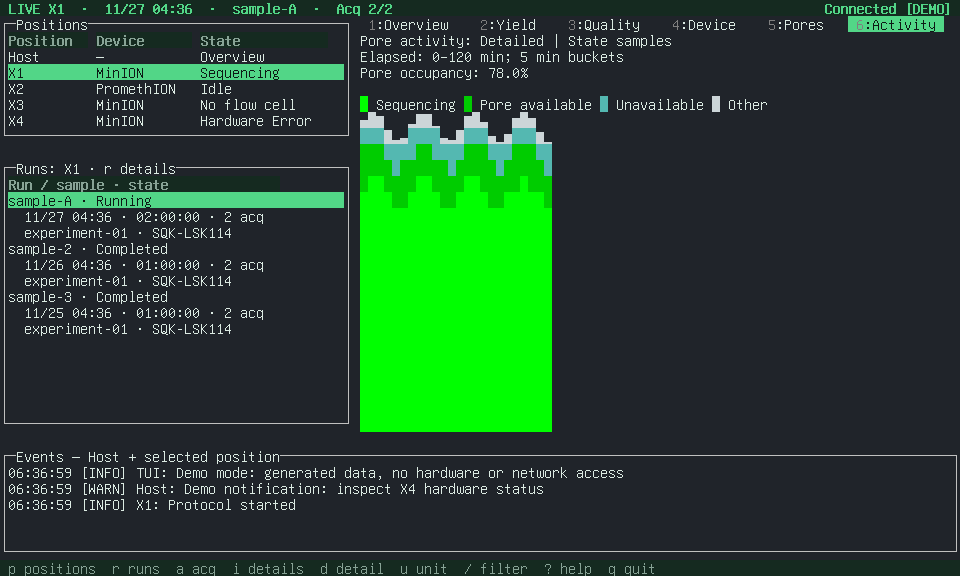 LIVE X1 · 11/27 04:36 · sample-A · Acq 2/2 Connected [DEMO]
Positions
Position Device State
Host — Overview
X1 MinION Sequencing
X2 PromethION Idle
X3 MinION No flow cell
X4 MinION Hardware Error
Runs: X1 · r details
Run / sample · state
sample-A · Running
11/27 04:36 · 02:00:00 · 2 acq
experiment-01 · SQK-LSK114
sample-2 · Completed
11/26 04:36 · 01:00:00 · 2 acq
experiment-01 · SQK-LSK114
sample-3 · Completed
11/25 04:36 · 01:00:00 · 2 acq
experiment-01 · SQK-LSK114
1:Overview 2:Yield 3:Quality 4:Device 5:Pores 6:Activity
Pore activity: Detailed | State samples
Elapsed: 0–120 min; 5 min buckets
Pore occupancy: 78.0%
Sequencing Pore available Unavailable Other
Events — Host + selected position
06:36:59 [INFO] TUI: Demo mode: generated data, no hardware or network access
06:36:59 [WARN] Host: Demo notification: inspect X4 hardware status
06:36:59 [INFO] X1: Protocol started
p positions r runs a acq i details d detail u unit / filter ? help q quit